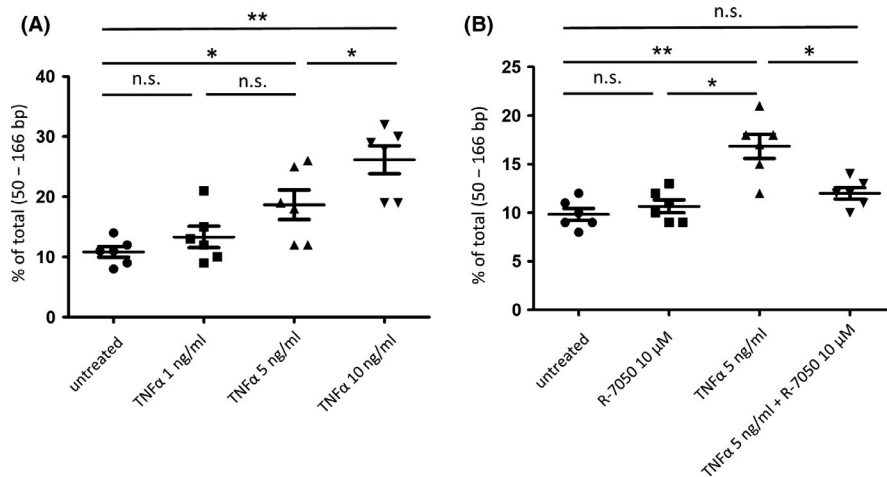 (A)
**
*
*
n.s.
n.s.
40
30
20
10
0
% of total (50 – 166 bp)
untreated
TNFα 1 ng/ml
TNFα 5 ng/ml
TNFα 10 ng/ml
(B)
n.s.
**
*
n.s.
*
25
20
15
10
5
0
% of total (50 – 166 bp)
untreated
R-7050 10 µM
TNFα 5 ng/ml
TNFα 5 ng/ml + R-7050 10 µM